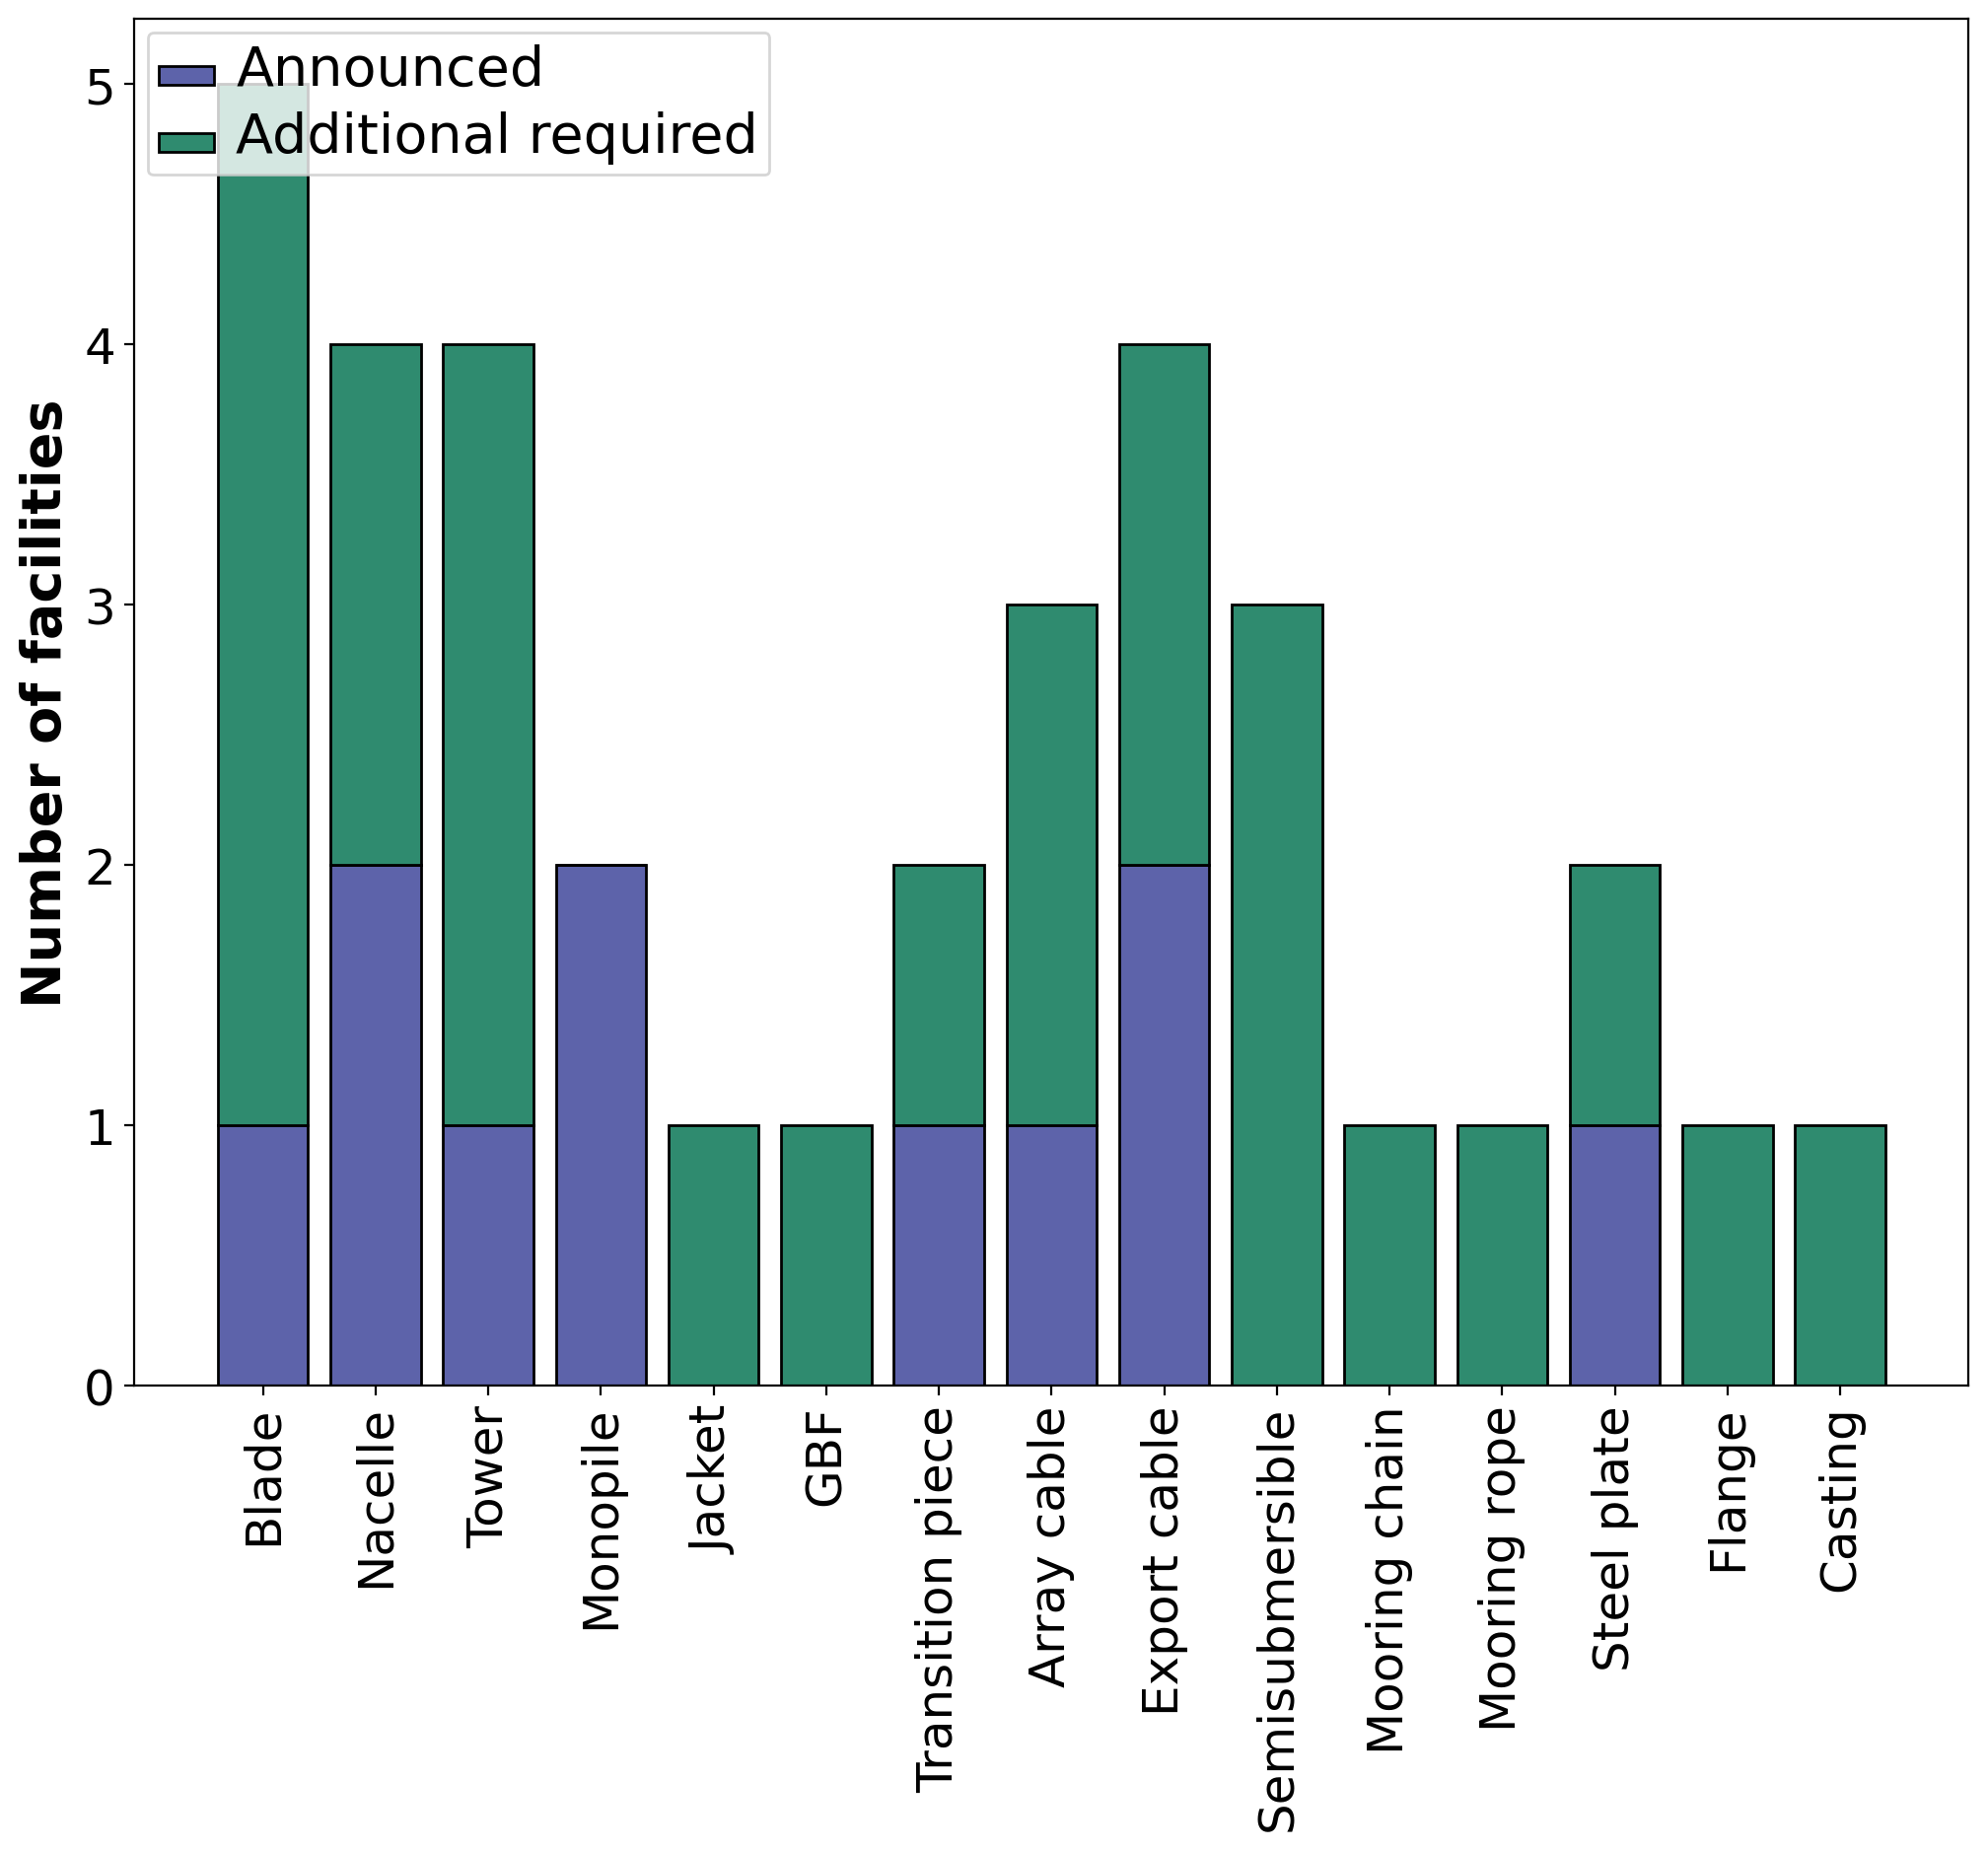 Announced
Additional required
Number of facilities
5
4
3
2
1
0
Blade
Nacelle
Tower
Monopile
Jacket
GBF
Transition piece
Array cable
Export cable
Semisubmersible
Mooring chain
Mooring rope
Steel plate
Flange
Casting